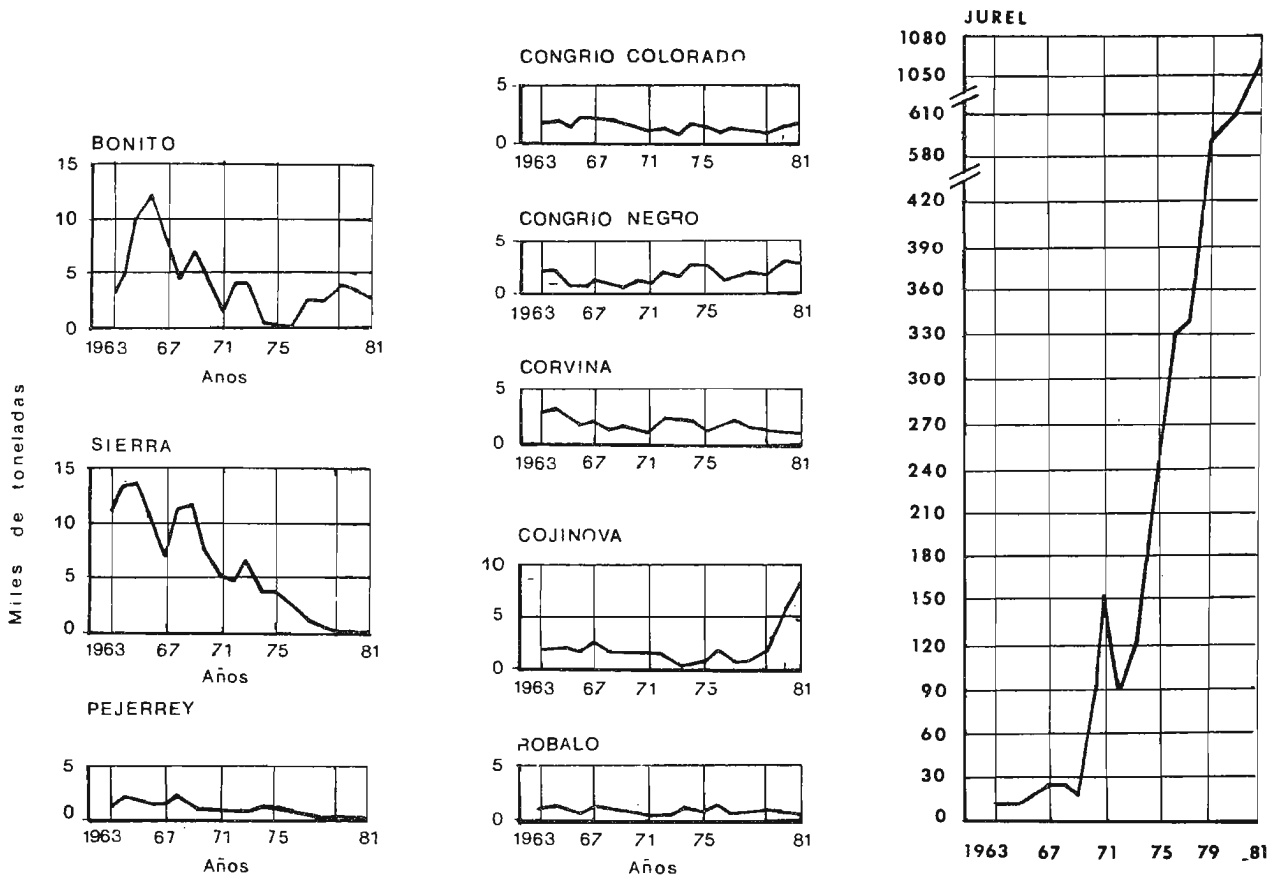 Miles de toneladas
BONITO
15
10
5
0
1963 67 71 75 81
Anos
SIERRA
15
10
5
0
1963 67 71 75 81
Años
PEJERREY
5
0
1963 67 71 75 81
Años
CONGRIO COLORADO
5
0
1963 67 71 75 81
CONGRIO NEGRO
5
0
1963 67 71 75 81
CORVINA
5
0
1963 67 71 75 81
COJINOVA
10
5
0
1963 67 71 75 81
ROBALO
5
0
1963 67 71 75 81
Años
JUREL
1080
1050
610
580
420
390
360
330
300
270
240
210
180
150
120
90
60
30
0
1963 67 71 75 79 81